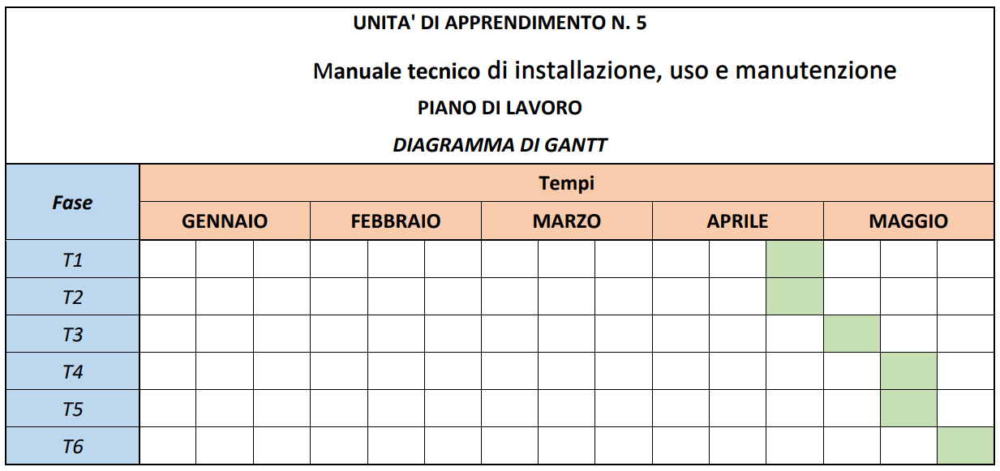 UNITA' DI APPRENDIMENTO N. 5
Manuale tecnico di installazione, uso e manutenzione
PIANO DI LAVORO
DIAGRAMMA DI GANTT
Fase
Tempi
GENNAIO FEBBRAIO MARZO APRILE MAGGIO
T1
T2
T3
T4
T5
T6